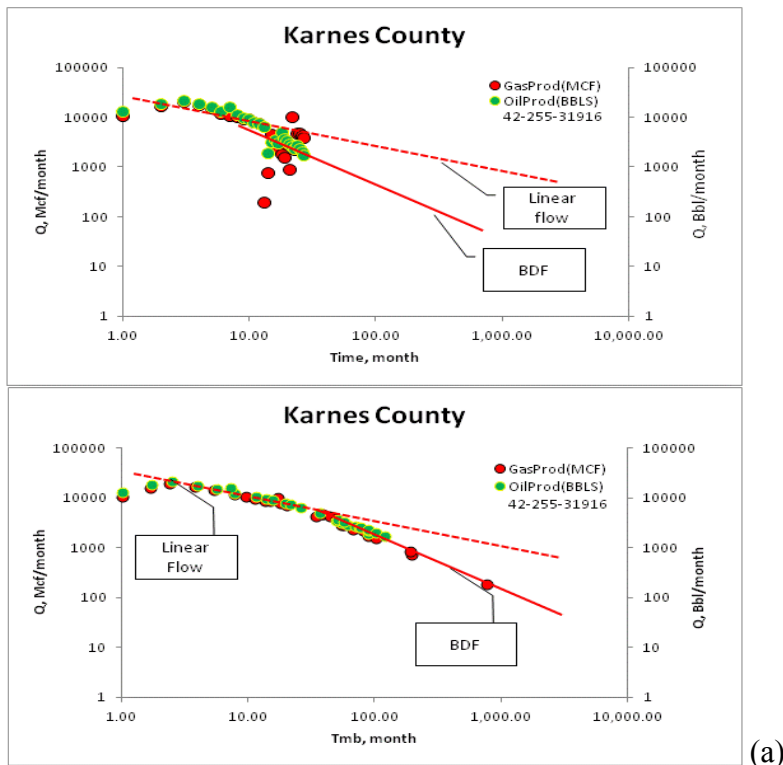 Karnes County
100000
10000
1000
100
10
1
Q, Mcf/month
GasProd(MCF)
OilProd(BBLS)
42-255-31916
Linear
flow
BDF
100000
10000
1000
100
10
1
Q, Bbl/month
1.00 10.00 100.00 1,000.00 10,000.00
Time, month
Karnes County
100000
10000
1000
100
10
1
Q, Mcf/month
GasProd(MCF)
OilProd(BBLS)
42-255-31916
Linear
Flow
BDF
100000
10000
1000
100
10
1
Q, Bbl/month
1.00 10.00 100.00 1,000.00 10,000.00
Tmb, month
(a)